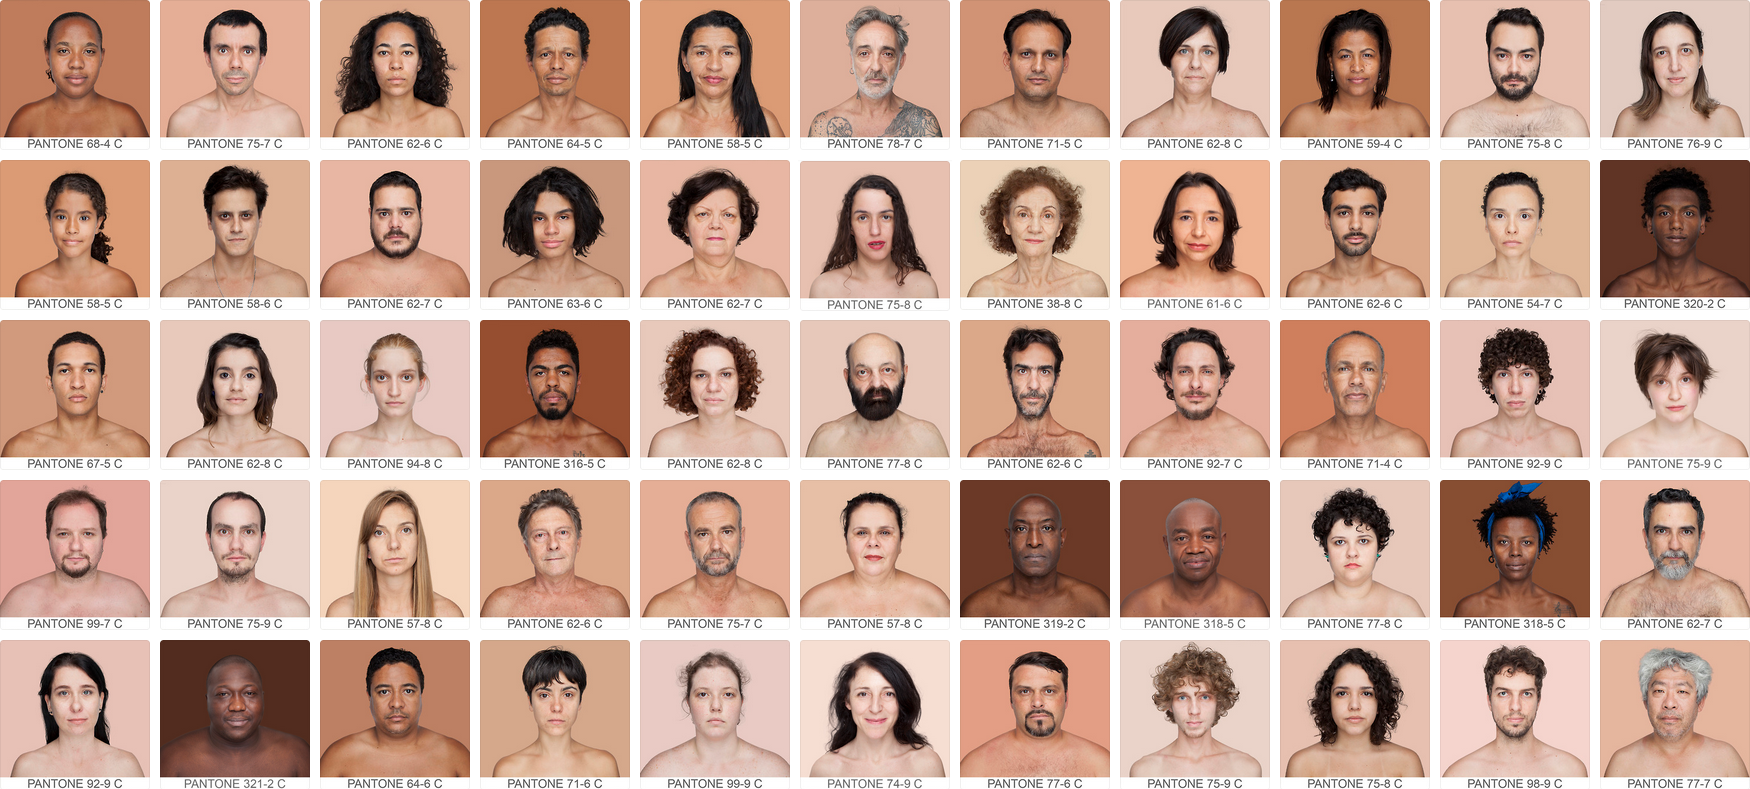 PANTONE 68-4 C
PANTONE 75-7 C
PANTONE 62-6 C
PANTONE 64-5 C
PANTONE 58-5 C
PANTONE 78-7 C
PANTONE 71-5 C
PANTONE 62-8 C
PANTONE 59-4 C
PANTONE 75-8 C
PANTONE 76-9 C
PANTONE 58-5 C
PANTONE 58-6 C
PANTONE 62-7 C
PANTONE 63-6 C
PANTONE 62-7 C
PANTONE 75-8 C
PANTONE 38-8 C
PANTONE 61-6 C
PANTONE 62-6 C
PANTONE 54-7 C
PANTONE 320-2 C
PANTONE 67-5 C
PANTONE 62-8 C
PANTONE 94-8 C
PANTONE 316-5 C
PANTONE 62-8 C
PANTONE 77-8 C
PANTONE 62-6 C
PANTONE 92-7 C
PANTONE 71-4 C
PANTONE 92-9 C
PANTONE 75-9 C
PANTONE 99-7 C
PANTONE 75-9 C
PANTONE 57-8 C
PANTONE 62-6 C
PANTONE 75-7 C
PANTONE 57-8 C
PANTONE 319-2 C
PANTONE 318-5 C
PANTONE 77-8 C
PANTONE 318-5 C
PANTONE 62-7 C
PANTONE 92-9 C
PANTONE 321-2 C
PANTONE 64-6 C
PANTONE 71-6 C
PANTONE 99-9 C
PANTONE 74-9 C
PANTONE 77-6 C
PANTONE 75-9 C
PANTONE 75-8 C
PANTONE 98-9 C
PANTONE 77-7 C